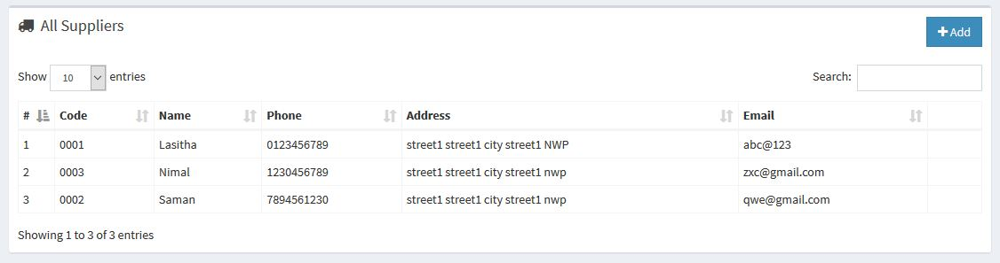 All Suppliers
Add
Show 10 entries Search:
# Code Name Phone Address Email
1 0001 Lasitha 0123456789 street1 street1 city street1 NWP abc@123
2 0003 Nimal 1230456789 street1 street1 city street1 nwp zxc@gmail.com
3 0002 Saman 7894561230 street1 street1 city street1 nwp qwe@gmail.com
Showing 1 to 3 of 3 entries